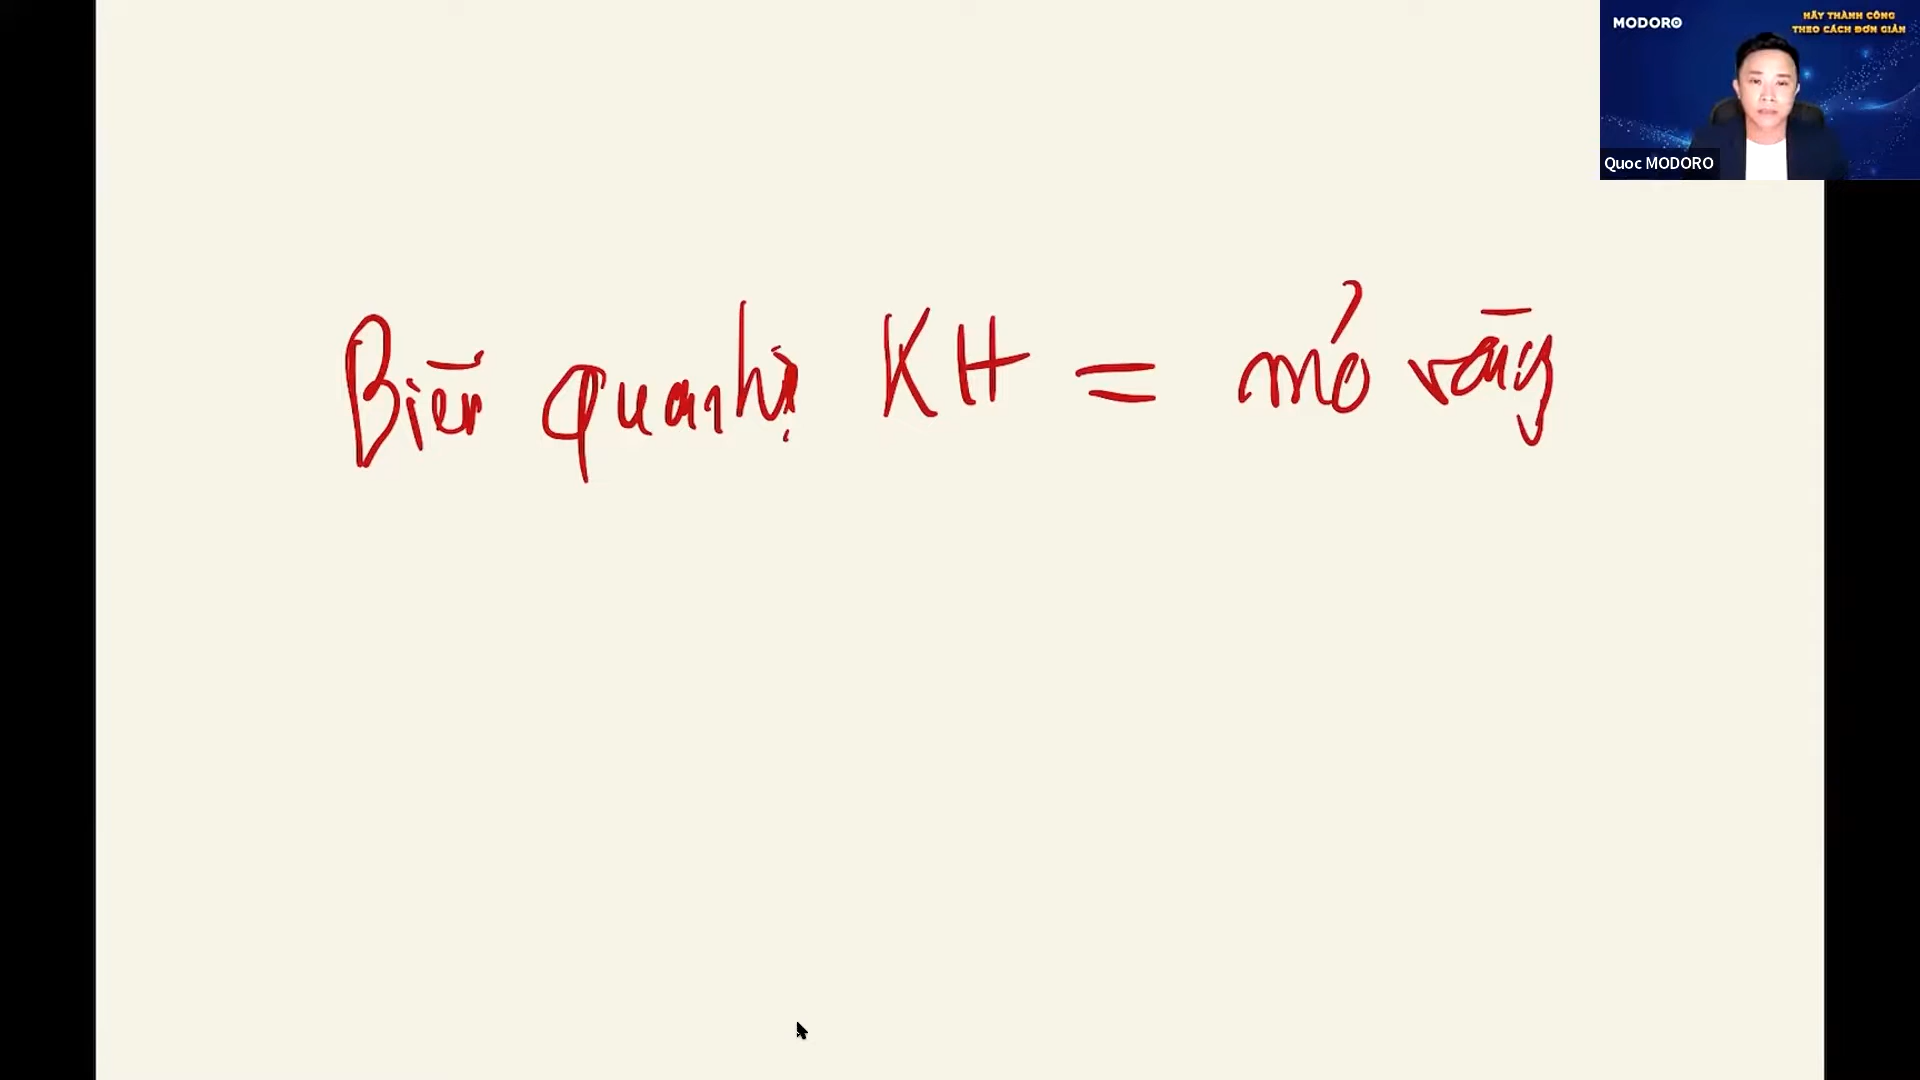 MODORO
HÃY THÀNH CÔNG
THEO CÁCH ĐƠN GIẢN
Quoc MODORO
Biến quan hệ KH = mỏ vàng